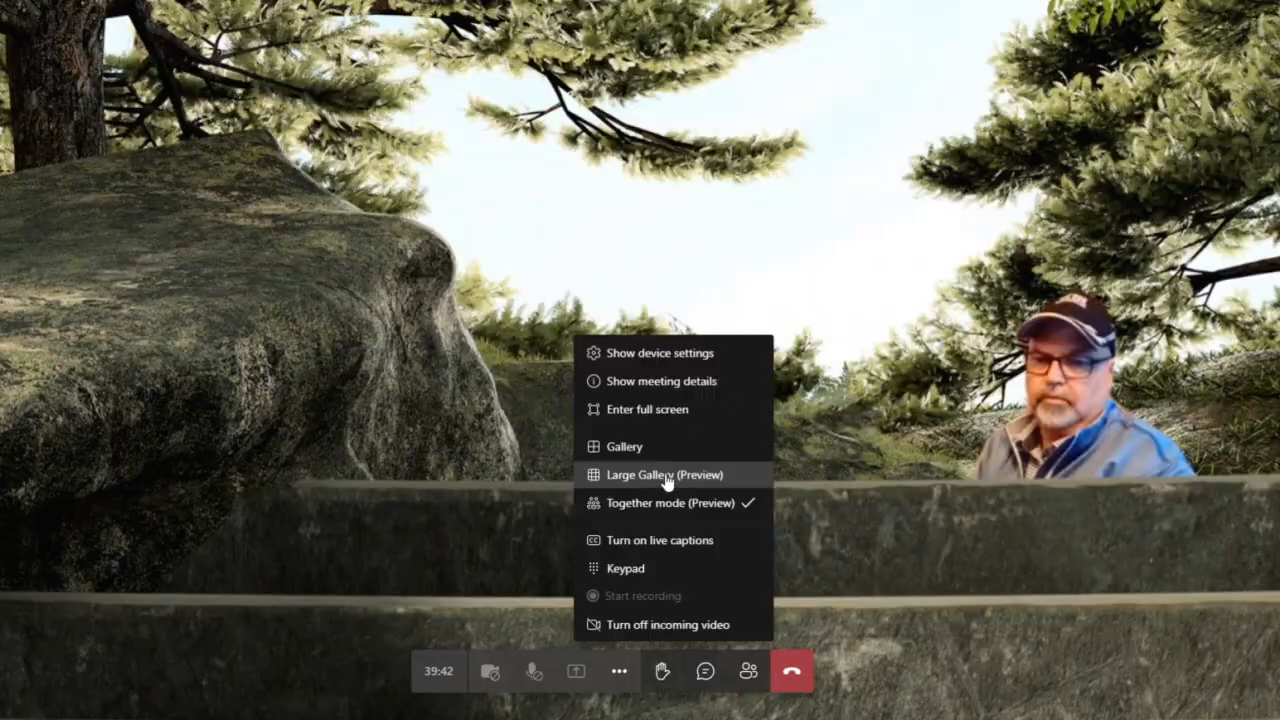 Show device settings
Show meeting details
Enter full screen
Gallery
Large Gallery (Preview)
Together mode (Preview)
CC Turn on live captions
Keypad
Start recording
Turn off incoming video
39:42